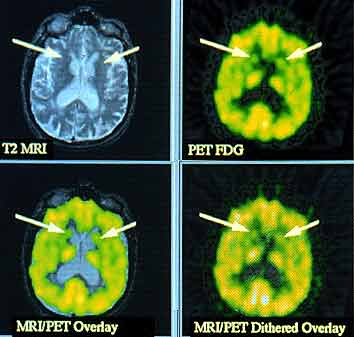 T2 MRI
PET FDG
MRI/PET Overlay
MRI/PET Dithered Overlay